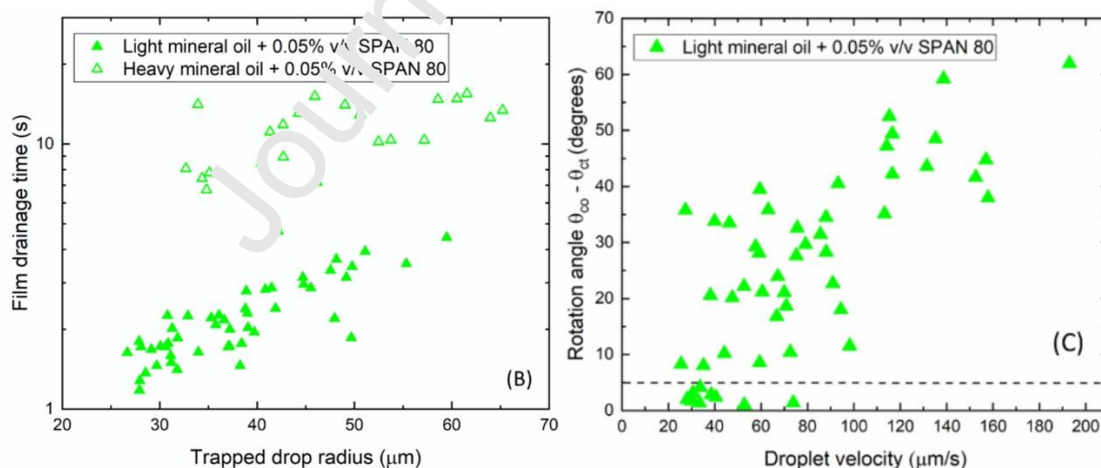 Journ
Light mineral oil + 0.05% v/v SPAN 80
Heavy mineral oil + 0.05% v/v SPAN 80
Film drainage time (s)
10
1
(B)
20 30 40 50 60 70
Trapped drop radius (μm)
Light mineral oil + 0.05% v/v SPAN 80
Rotation angle θco - θct (degrees)
70
60
50
40
30
20
10
0
(C)
0 20 40 60 80 100 120 140 160 180 200
Droplet velocity (μm/s)